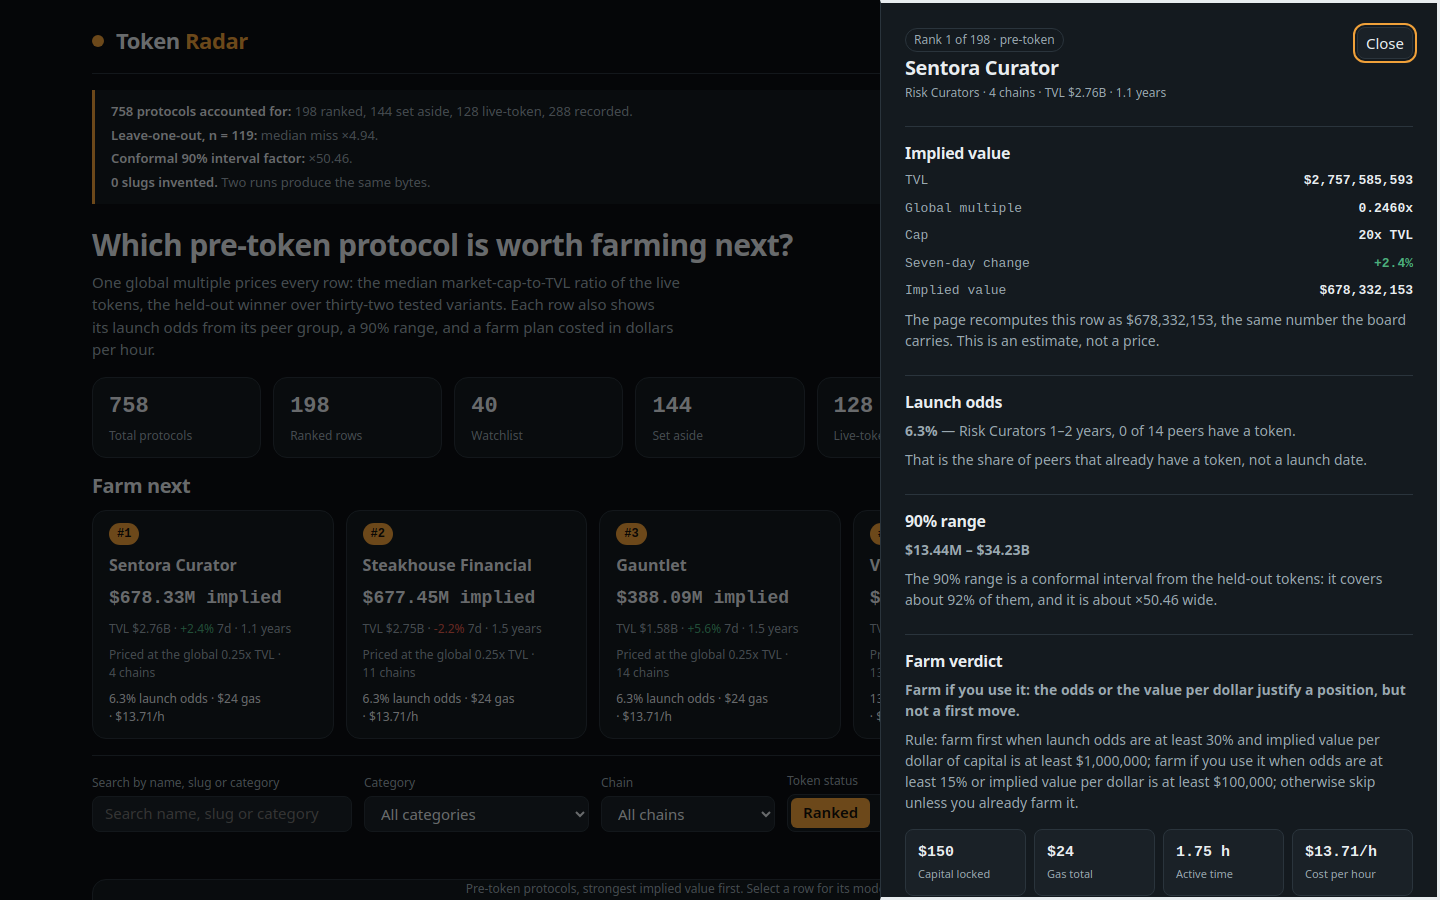 Token Radar
758 protocols accounted for: 198 ranked, 144 set aside, 128 live-token, 288 recorded.
Leave-one-out, n = 119: median miss ×4.94.
Conformal 90% interval factor: ×50.46.
0 slugs invented. Two runs produce the same bytes.
Which pre-token protocol is worth farming next?
One global multiple prices every row: the median market-cap-to-TVL ratio of the live
tokens, the held-out winner over thirty-two tested variants. Each row also shows
its launch odds from its peer group, a 90% range, and a farm plan costed in dollars
per hour.
758
Total protocols
198
Ranked rows
40
Watchlist
144
Set aside
128
Farm next
#1
Sentora Curator
$678.33M implied
TVL $2.76B · +2.4% 7d · 1.1 years
Priced at the global 0.25x TVL ·
4 chains
6.3% launch odds · $24 gas
· $13.71/h
#2
Steakhouse Financial
$677.45M implied
TVL $2.75B · -2.2% 7d · 1.5 years
Priced at the global 0.25x TVL ·
11 chains
6.3% launch odds · $24 gas
· $13.71/h
#3
Gauntlet
$388.09M implied
TVL $1.58B · +5.6% 7d · 1.5 years
Priced at the global 0.25x TVL ·
14 chains
6.3% launch odds · $24 gas
· $13.71/h
Search by name, slug or category
Search name, slug or category
Category
All categories
Chain
All chains
Token status
Ranked
Pre-token protocols, strongest implied value first. Select a row for its
Rank 1 of 198 · pre-token
Close
Sentora Curator
Risk Curators · 4 chains · TVL $2.76B · 1.1 years
Implied value
TVL $2,757,585,593
Global multiple 0.2460x
Cap 20x TVL
Seven-day change +2.4%
Implied value $678,332,153
The page recomputes this row as $678,332,153, the same number the board
carries. This is an estimate, not a price.
Launch odds
6.3% — Risk Curators 1–2 years, 0 of 14 peers have a token.
That is the share of peers that already have a token, not a launch date.
90% range
$13.44M – $34.23B
The 90% range is a conformal interval from the held-out tokens: it covers
about 92% of them, and it is about ×50.46 wide.
Farm verdict
Farm if you use it: the odds or the value per dollar justify a position, but
not a first move.
Rule: farm first when launch odds are at least 30% and implied value per
dollar of capital is at least $1,000,000; farm if you use it when odds are at
least 15% or implied value per dollar is at least $100,000; otherwise skip
unless you already farm it.
$150
Capital locked
$24
Gas total
1.75 h
Active time
$13.71/h
Cost per hour